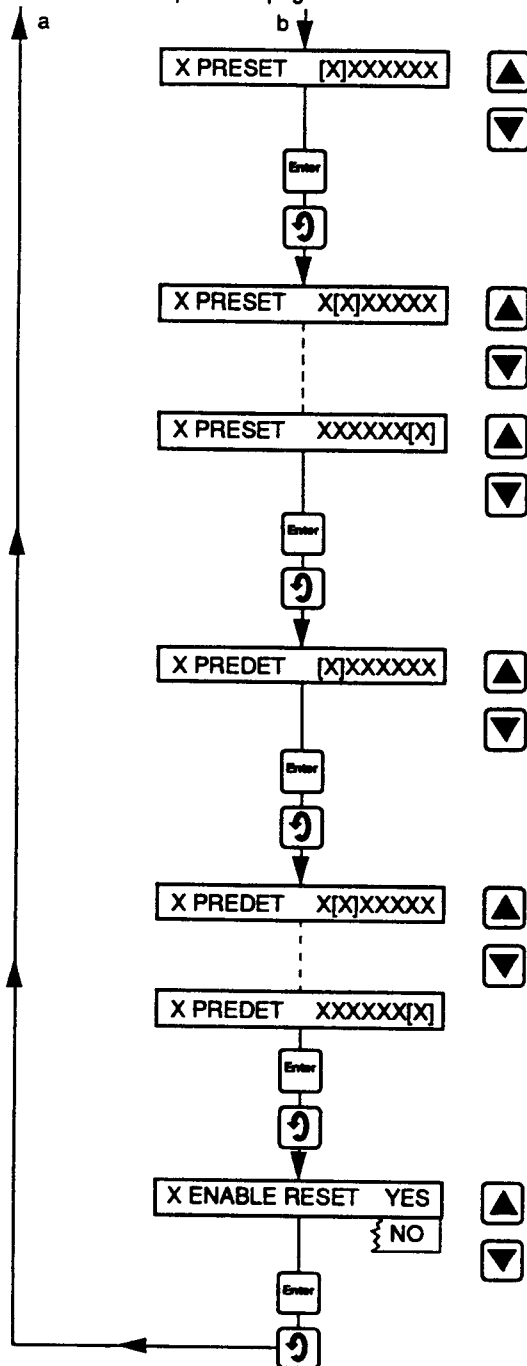 a
b
X PRESET [X]XXXXXX
Enter
X PRESET X[X]XXXXX
X PRESET XXXXXX[X]
Enter
X PREDET [X]XXXXXX
Enter
X PREDET X[X]XXXXX
X PREDET XXXXXX[X]
Enter
X ENABLE RESET YES
NO
Enter